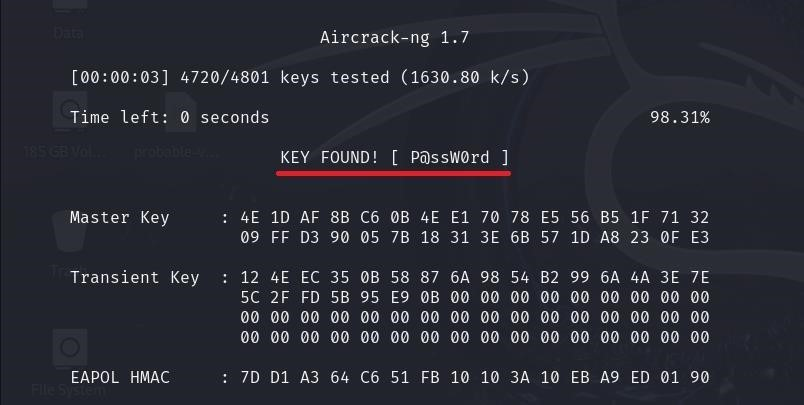 Data
Aircrack-ng 1.7
[00:00:03] 4720/4801 keys tested (1630.80 k/s)
Time left: 0 seconds 98.31%
185 GB Vol... probable-v...
KEY FOUND! [ P@ssW0rd ]
Master Key : 4E 1D AF 8B C6 0B 4E E1 70 78 E5 56 B5 1F 71 32
09 FF D3 90 05 7B 18 31 3E 6B 57 1D A8 23 0F E3
Transient Key : 12 4E EC 35 0B 58 87 6A 98 54 B2 99 6A 4A 3E 7E
5C 2F FD 5B 95 E9 0B 00 00 00 00 00 00 00 00 00
00 00 00 00 00 00 00 00 00 00 00 00 00 00 00 00
00 00 00 00 00 00 00 00 00 00 00 00 00 00 00 00
EAPOL HMAC : 7D D1 A3 64 C6 51 FB 10 10 3A 10 EB A9 ED 01 90
File System